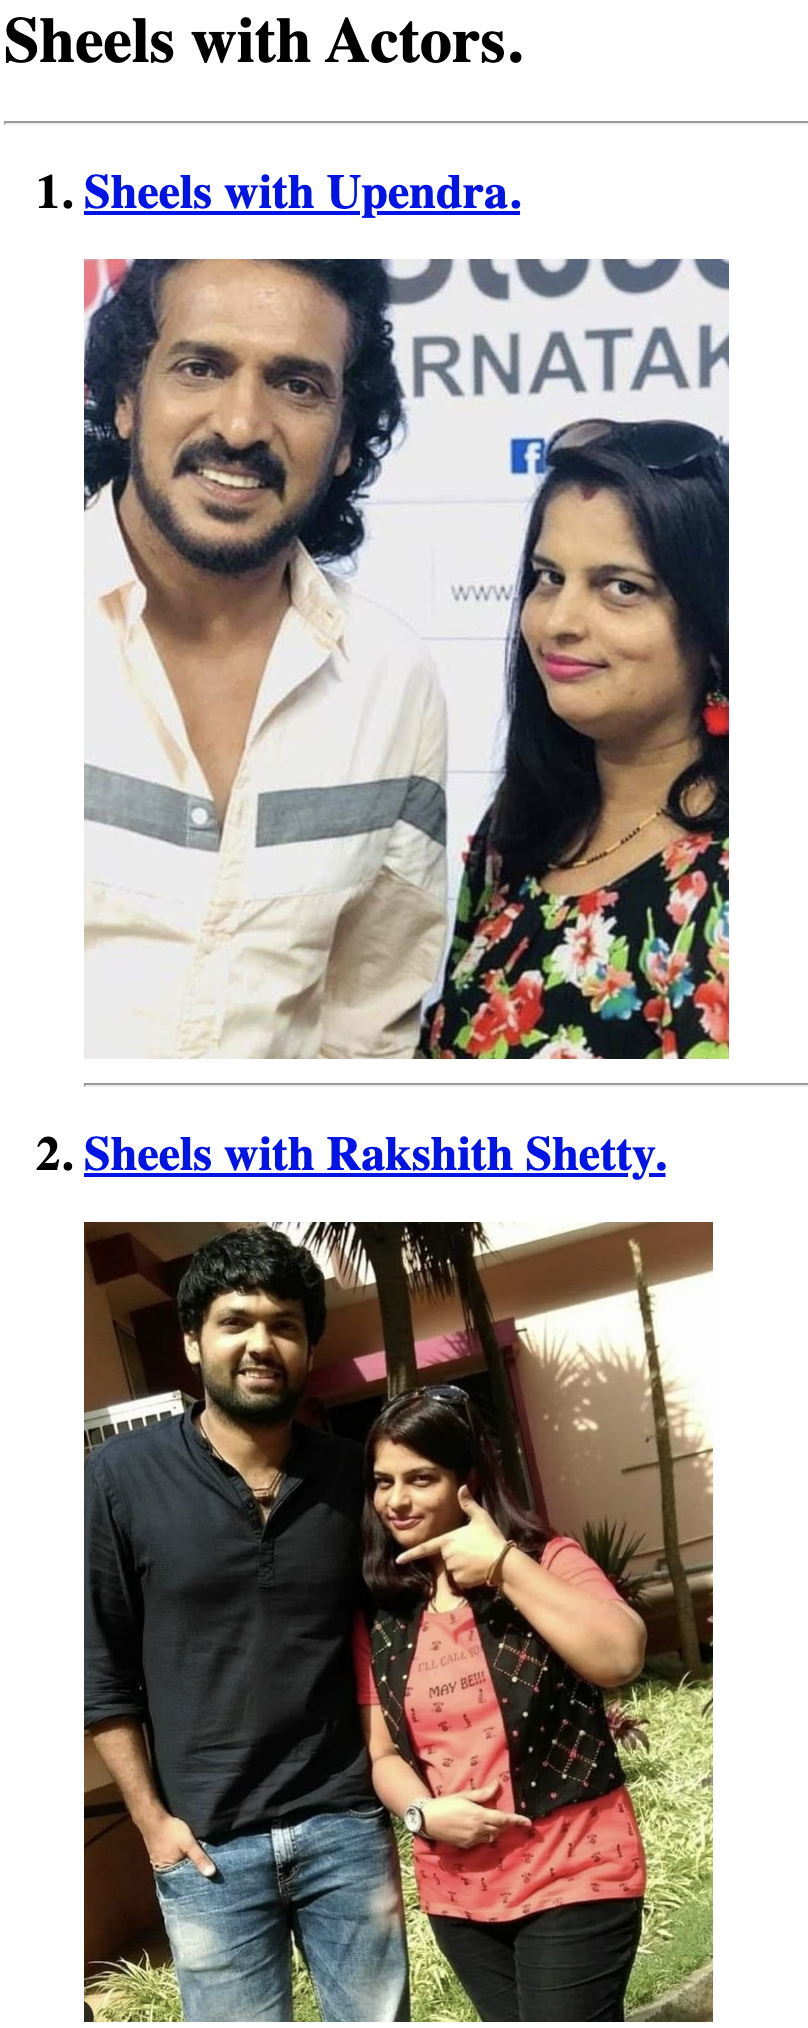 Sheels with Actors.
1. Sheels with Upendra.
RNATAK
f
www.
2. Sheels with Rakshith Shetty.
I'LL CALL YO
MAY BE!!!